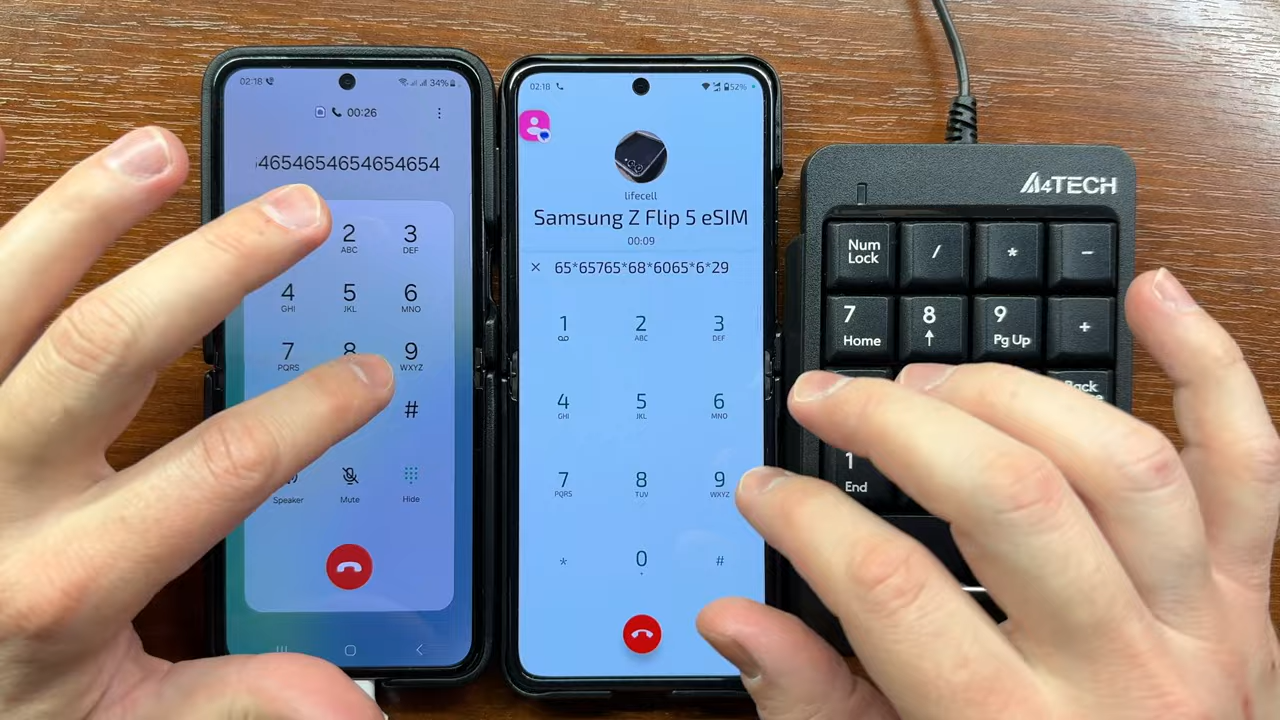 02:18
34%
00:26
4654654654654654
2
ABC
3
DEF
4
GHI
5
JKL
6
MNO
7
PQRS
8
9
WXYZ
#
Speaker
Mute
Hide
02:18
52%
lifecell
Samsung Z Flip 5 eSIM
00:09
65*65765*68*6065*6*29
1
2
ABC
3
DEF
4
GHI
5
JKL
6
MNO
7
PQRS
8
TUV
9
WXYZ
*
0
#
A4TECH
Num
Lock
/
*
-
7
Home
8
9
Pg Up
+
1
End